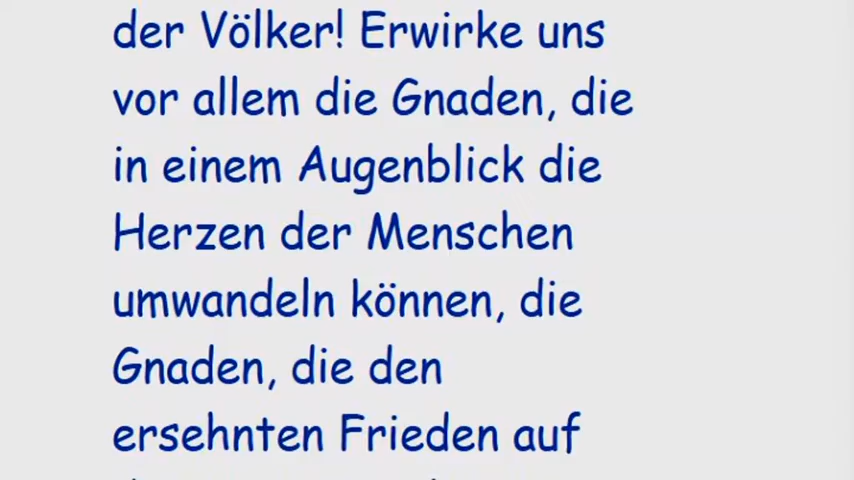 der Völker! Erwirke uns
vor allem die Gnaden, die
in einem Augenblick die
Herzen der Menschen
umwandeln können, die
Gnaden, die den
ersehnten Frieden auf